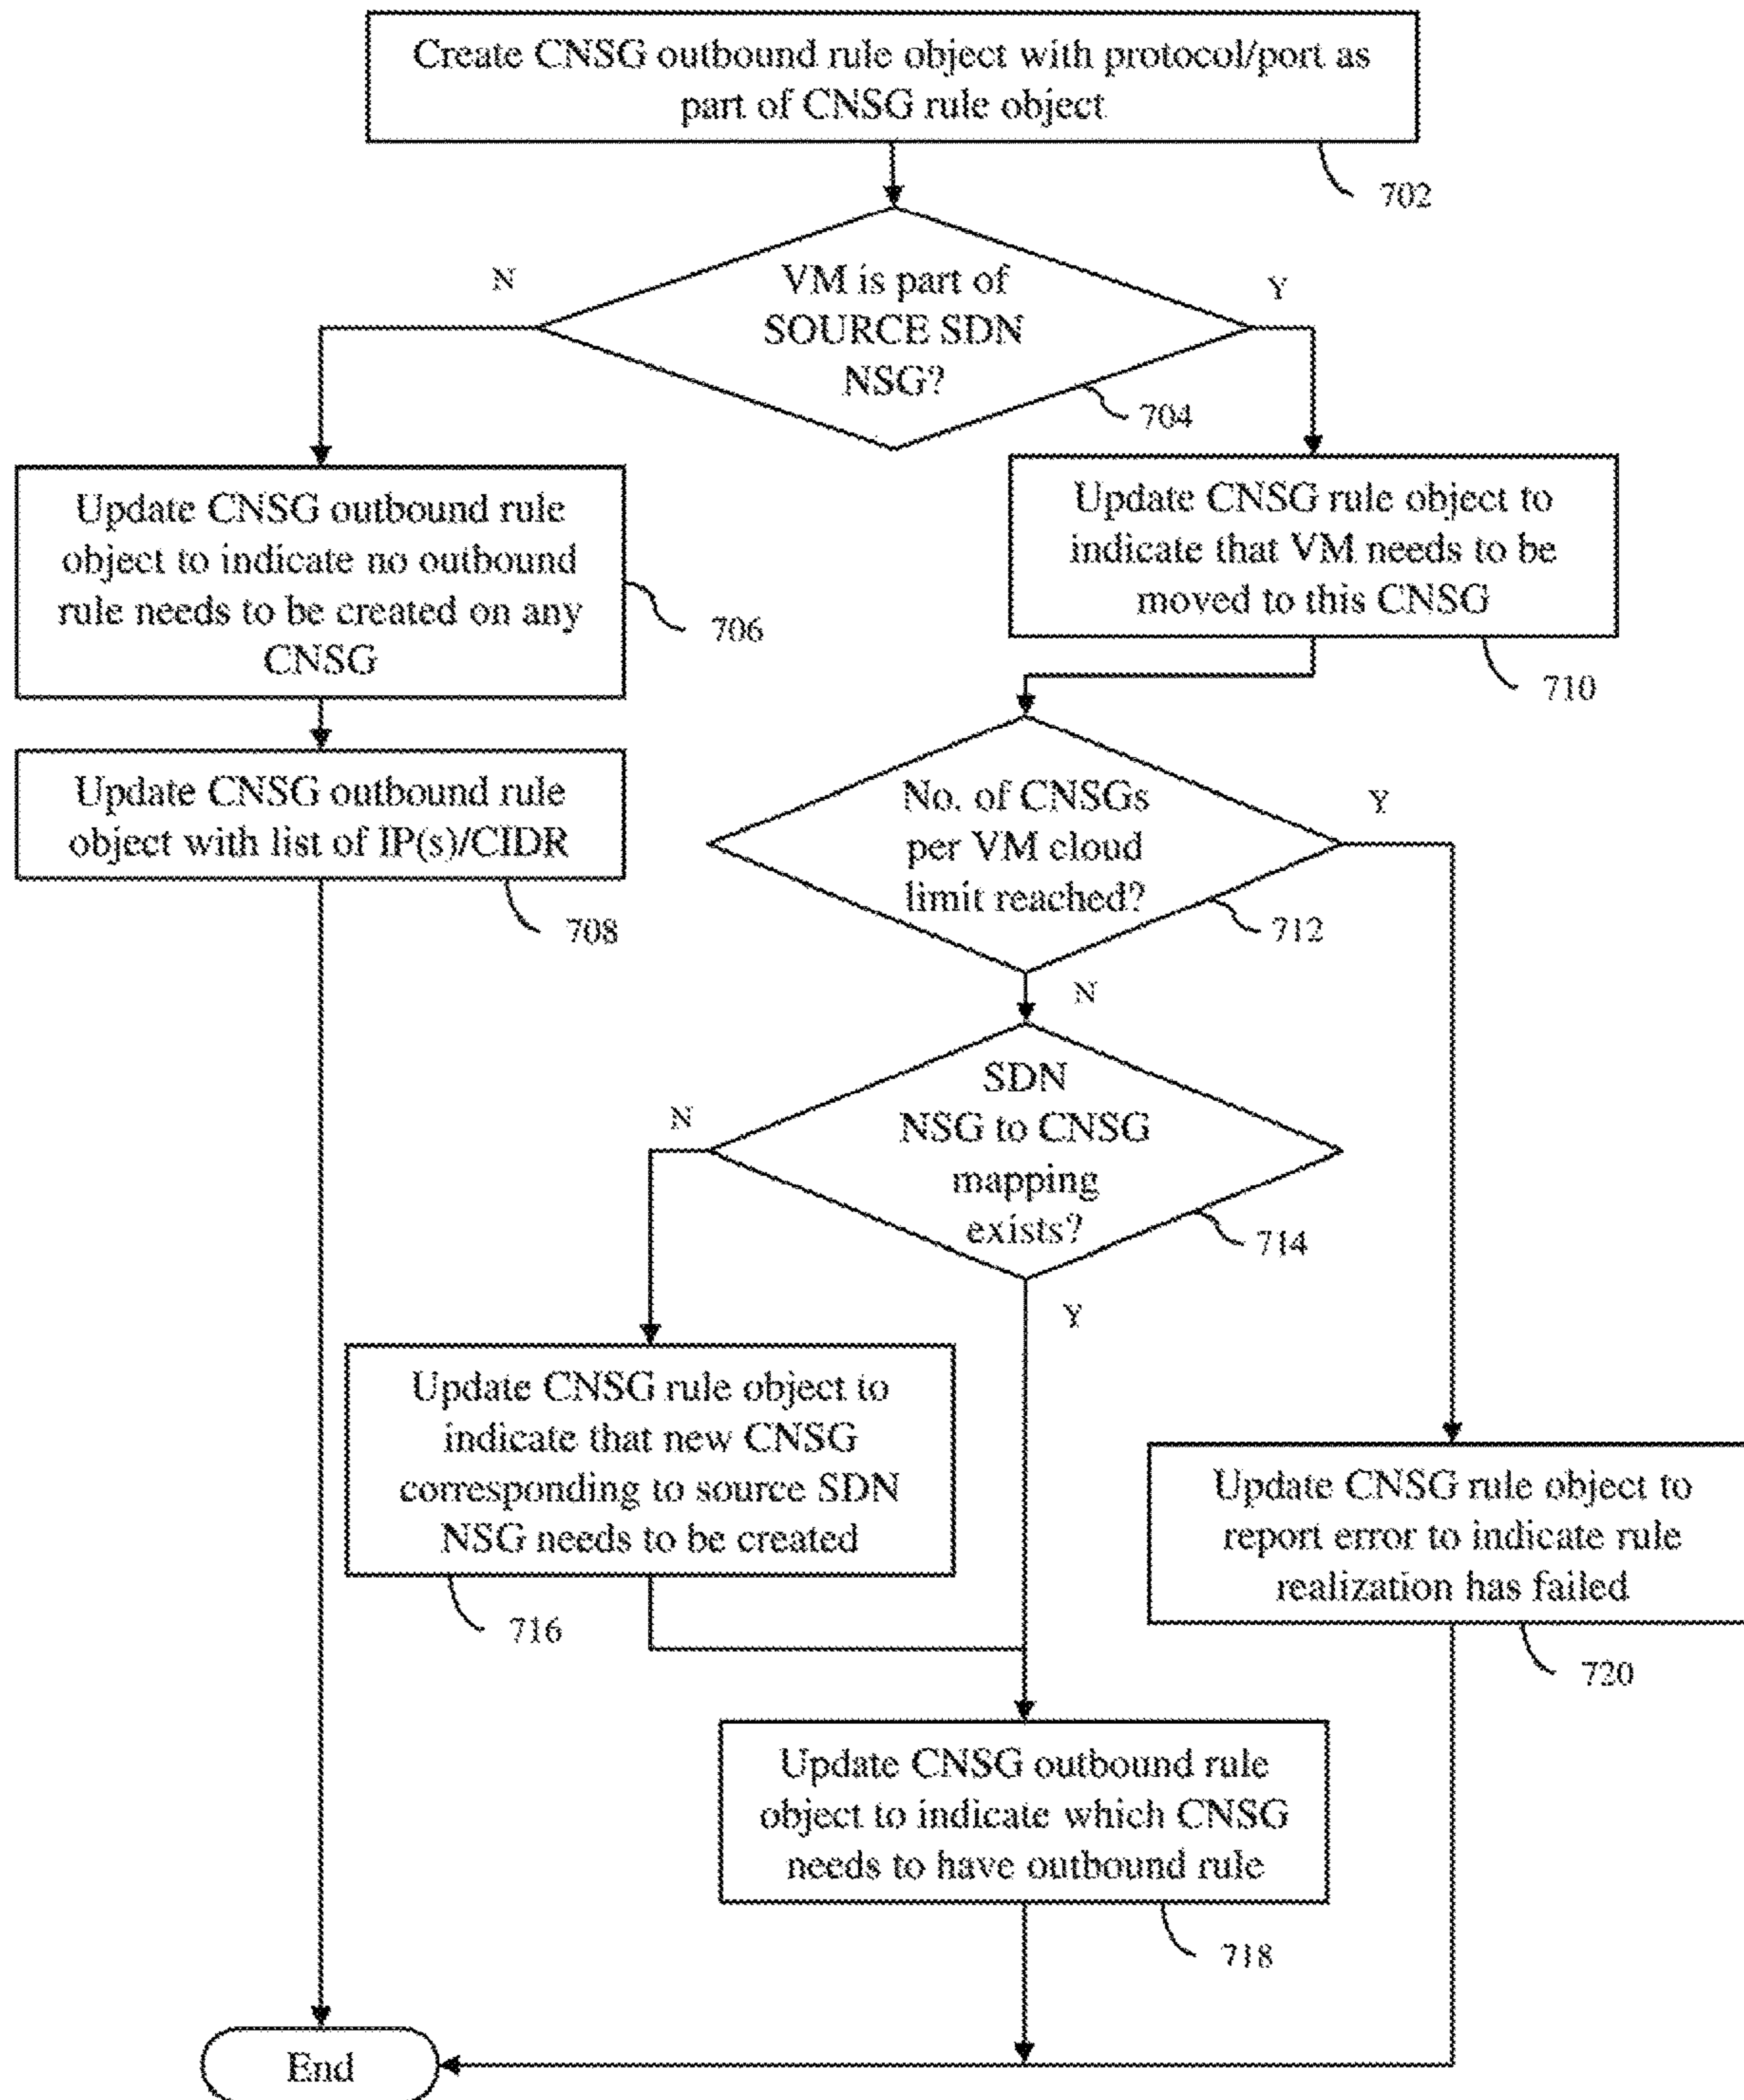 Create CNSG outbound rule object with protocol/port as
part of CNSG rule object
702
N
VM is part of
SOURCE SDN
NSG?
Y
704
Update CNSG outbound rule
object to indicate no outbound
rule needs to be created on any
CNSG
706
Update CNSG rule object to
indicate that VM needs to be
moved to this CNSG
710
Update CNSG outbound rule
object with list of IP(s)/CIDR
708
No. of CNSGs
per VM cloud
limit reached?
Y
712
N
SDN
NSG to CNSG
mapping
exists?
N
714
Y
Update CNSG rule object to
indicate that new CNSG
corresponding to source SDN
NSG needs to be created
716
Update CNSG rule object to
report error to indicate rule
realization has failed
720
Update CNSG outbound rule
object to indicate which CNSG
needs to have outbound rule
718
End